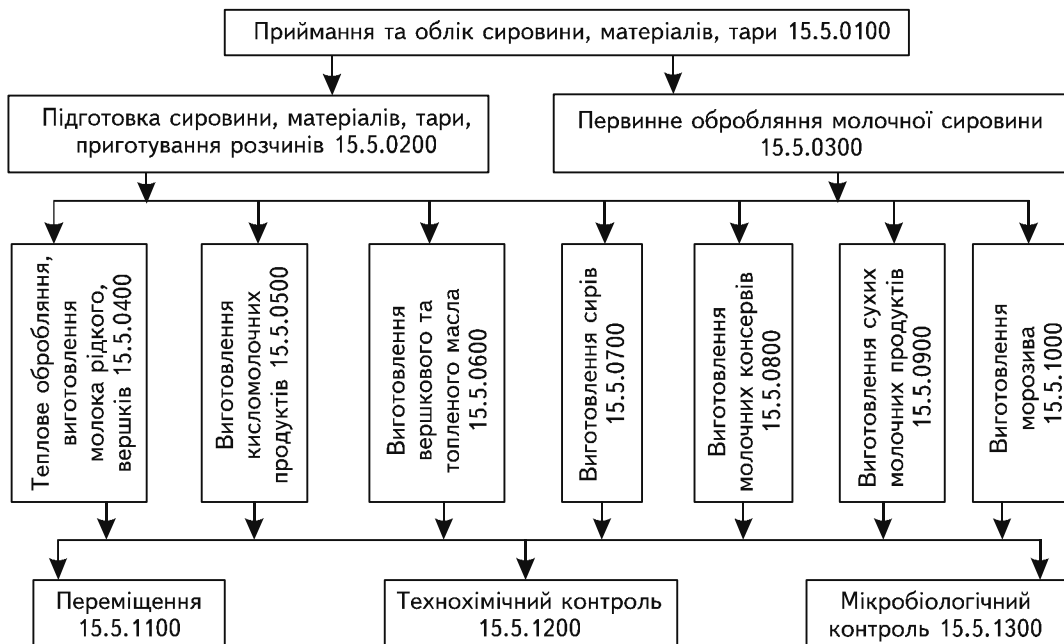 Приймання та облік сировини, матеріалів, тари 15.5.0100
Підготовка сировини, матеріалів, тари,
приготування розчинів 15.5.0200
Первинне обробляння молочної сировини
15.5.0300
Теплове обробляння,
виготовлення
молока рідкого,
вершків 15.5.0400
Виготовлення
кисломолочних
продуктів 15.5.0500
Виготовлення
вершкового та
топленого масла
15.5.0600
Виготовлення сирів
15.5.0700
Виготовлення
молочних консервів
15.5.0800
Виготовлення сухих
молочних продуктів
15.5.0900
Виготовлення
морозива
15.5.1000
Переміщення
15.5.1100
Технохімічний контроль
15.5.1200
Мікробіологічний
контроль 15.5.1300